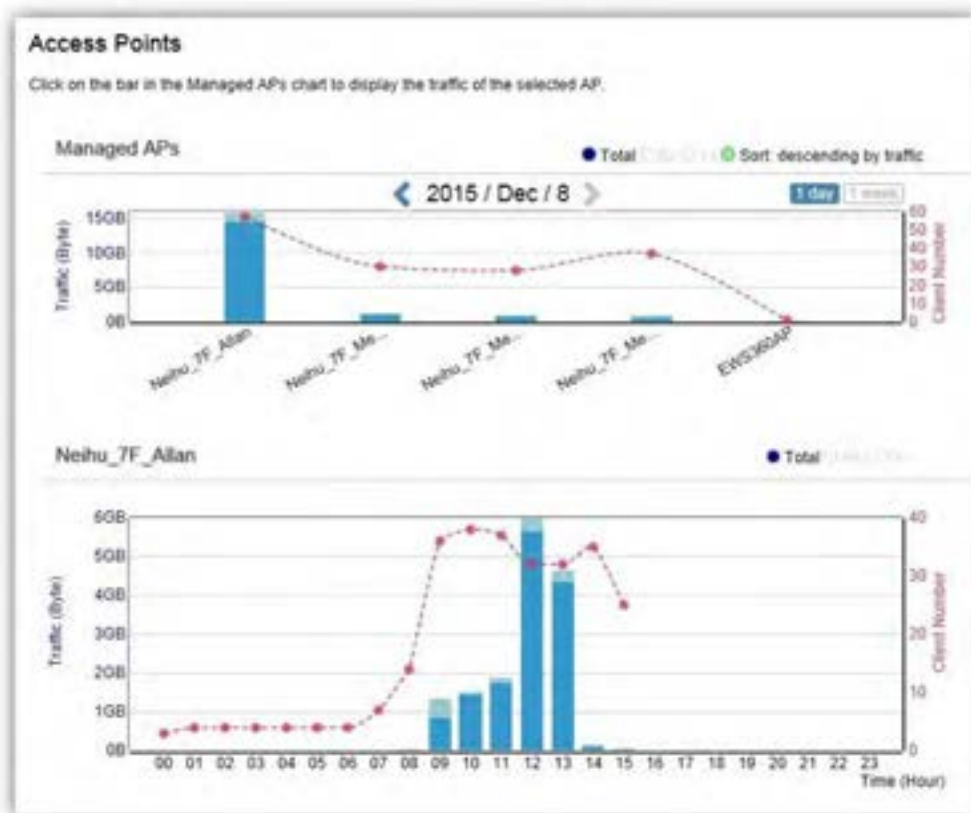 Access Points
Click on the bar in the Managed APs chart to display the traffic of the selected AP.
Managed APs
Total
Sort: descending by traffic
2015 / Dec / 8
1 day
1 week
Traffic (Byte)
15GB
10GB
5GB
0B
60
50
40
30
20
10
0
Client Number
Neihu_7F_Allan
Neihu_7F_Me...
Neihu_7F_Me...
Neihu_7F_Me...
EWS360AP
Neihu_7F_Allan
Total
Traffic (Byte)
6GB
5GB
4GB
3GB
2GB
1GB
0B
40
30
20
10
0
Client Number
00 01 02 03 04 05 06 07 08 09 10 11 12 13 14 15 16 17 18 19 20 21 22 23
Time (Hour)